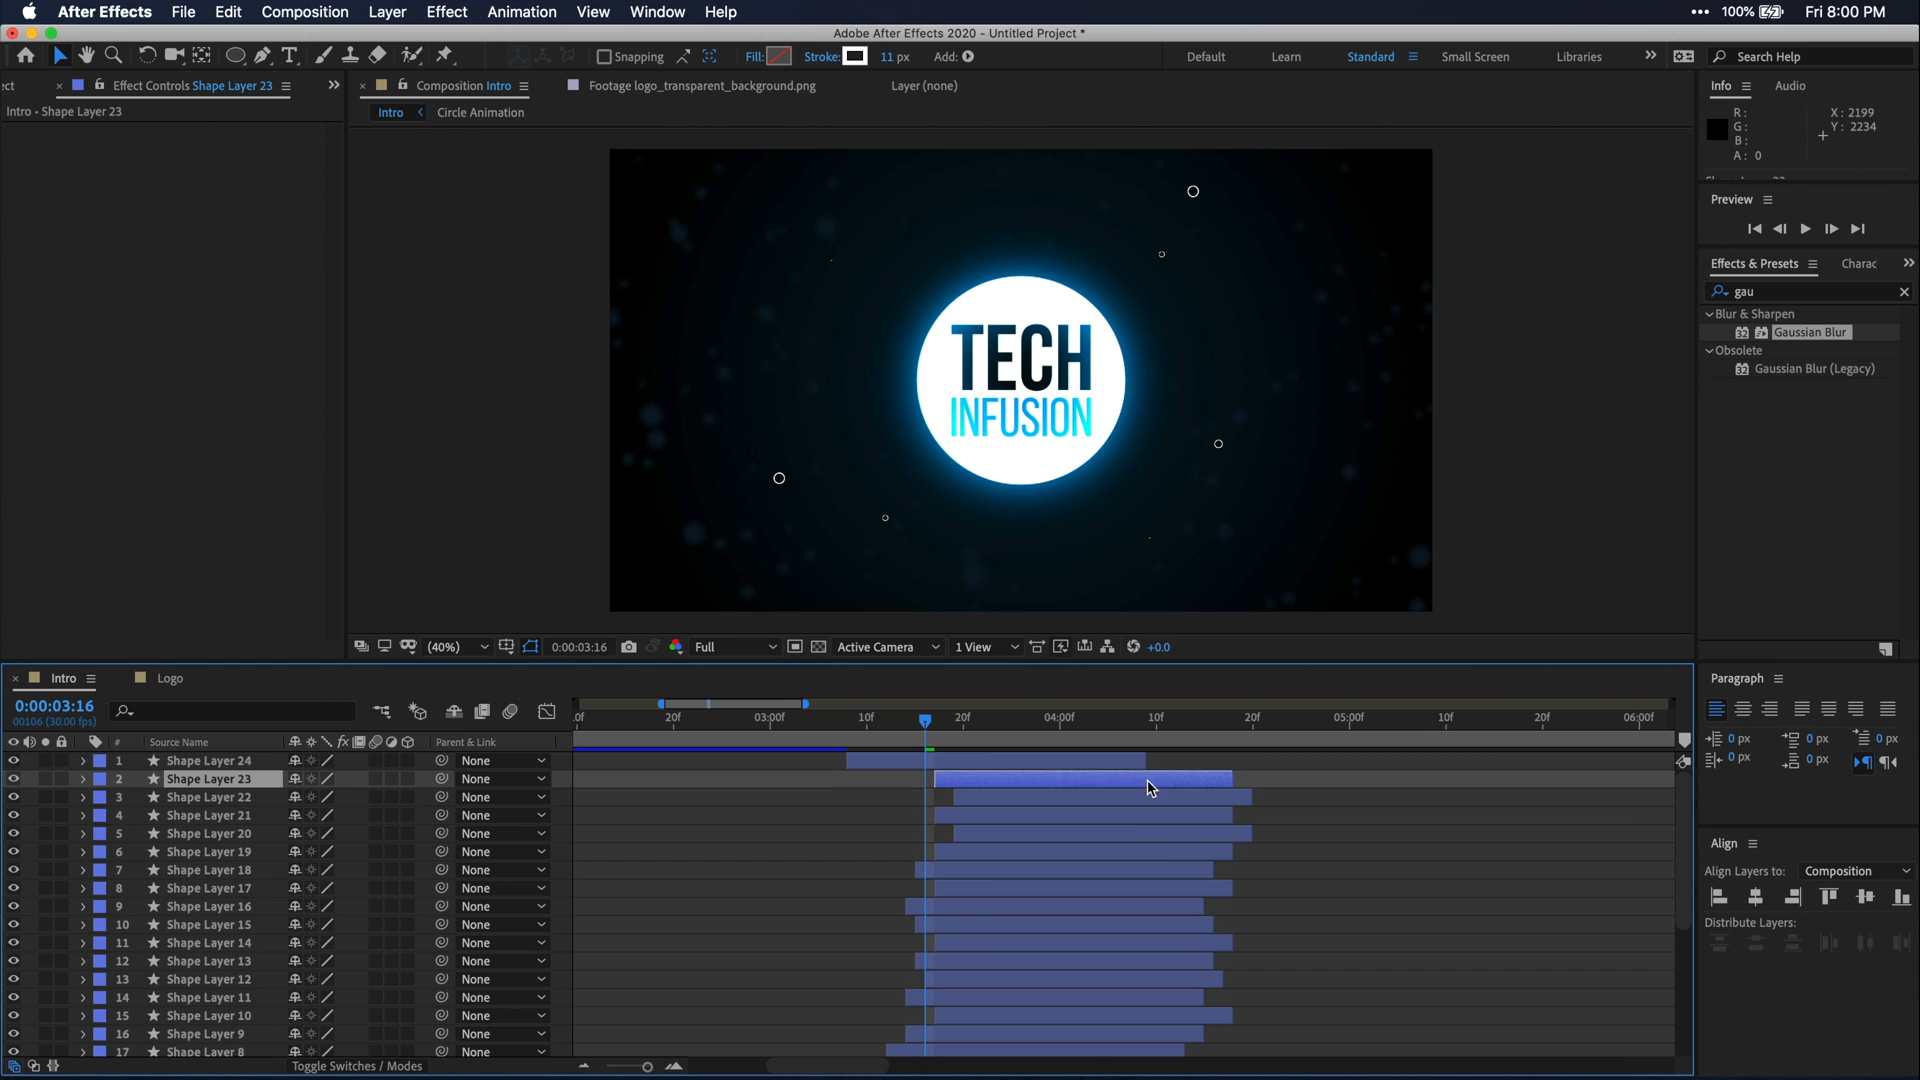 After Effects File Edit Composition Layer Effect Animation View Window Help 100% Fri 8:00 PM
Adobe After Effects 2020 - Untitled Project *
Snapping Fill: Stroke: 11 px Add: Default Learn Standard Small Screen Libraries Search Help
ect Effect Controls Shape Layer 23 Composition Intro Footage logo_transparent_background.png Layer (none) Info Audio
Intro • Shape Layer 23 Intro Circle Animation
R: X: 2199
G: Y: 2234
B:
A: 0
Preview
Effects & Presets Charac
gau
Blur & Sharpen
Gaussian Blur
Obsolete
Gaussian Blur (Legacy)
TECH
INFUSION
(40%) 0:00:03:16 Full Active Camera 1 View +0.0
Intro Logo Paragraph
0:00:03:16
00106 (30.00 fps)
0f 20f 03:00f 10f 20f 04:00f 10f 20f 05:00f 10f 20f 06:00f
# Source Name fx Parent & Link
0 px 0 px 0 px
0 px 0 px
1 Shape Layer 24 None
2 Shape Layer 23 None
3 Shape Layer 22 None
4 Shape Layer 21 None
5 Shape Layer 20 None
6 Shape Layer 19 None
7 Shape Layer 18 None
8 Shape Layer 17 None
9 Shape Layer 16 None
10 Shape Layer 15 None
11 Shape Layer 14 None
12 Shape Layer 13 None
13 Shape Layer 12 None
14 Shape Layer 11 None
15 Shape Layer 10 None
16 Shape Layer 9 None
17 Shape Layer 8 None
Toggle Switches / Modes
Align
Align Layers to: Composition
Distribute Layers: